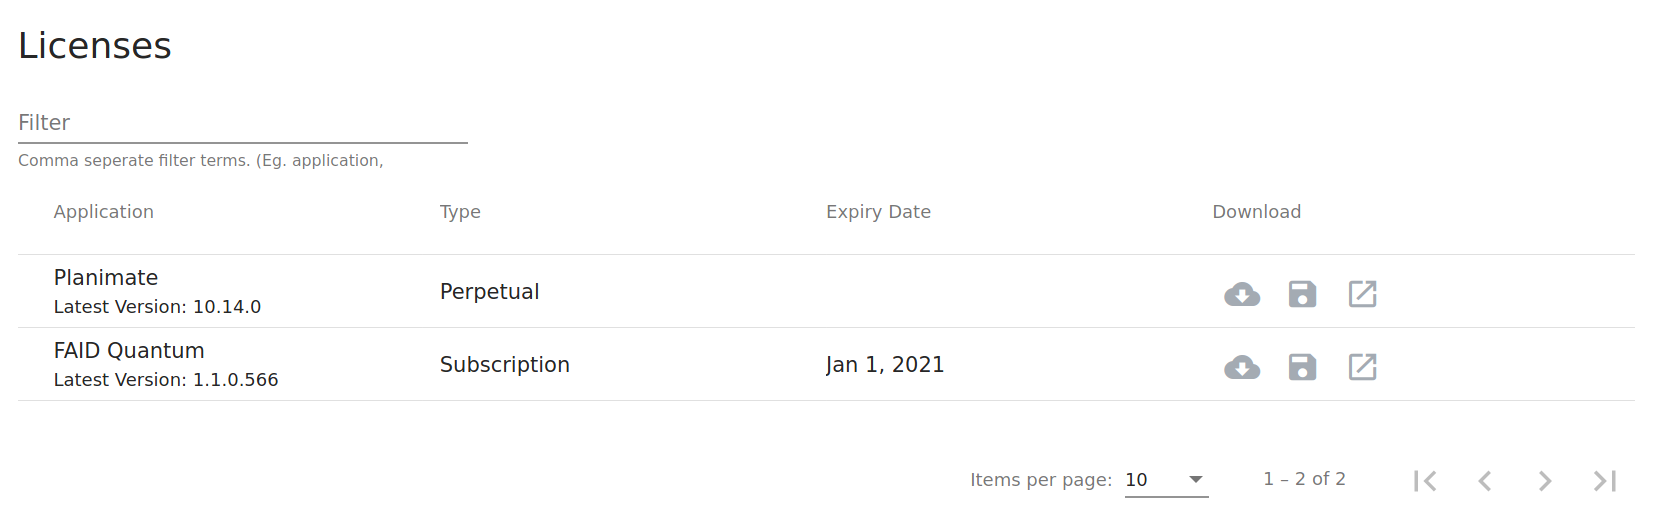 Licenses
Filter
Comma seperate filter terms. (Eg. application,
Application Type Expiry Date Download
Planimate
Latest Version: 10.14.0
Perpetual
FAID Quantum
Latest Version: 1.1.0.566
Subscription
Jan 1, 2021
Items per page: 10 1 – 2 of 2